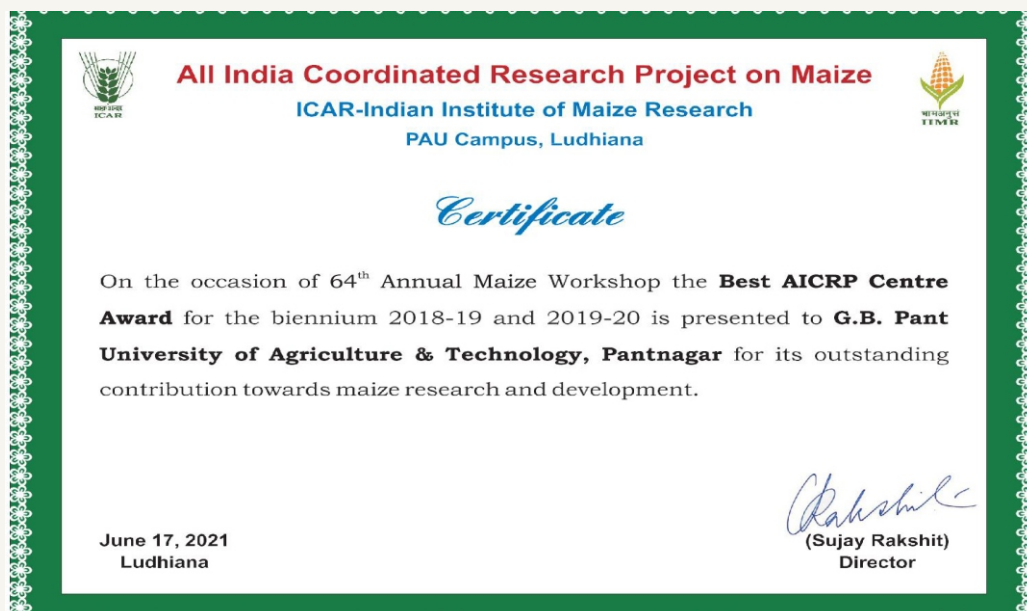 All India Coordinated Research Project on Maize
ICAR-Indian Institute of Maize Research
PAU Campus, Ludhiana
ICAR
IIMR
Certificate
On the occasion of 64th Annual Maize Workshop the Best AICRP Centre
Award for the biennium 2018-19 and 2019-20 is presented to G.B. Pant
University of Agriculture & Technology, Pantnagar for its outstanding
contribution towards maize research and development.
June 17, 2021
Ludhiana
Rakshit
(Sujay Rakshit)
Director